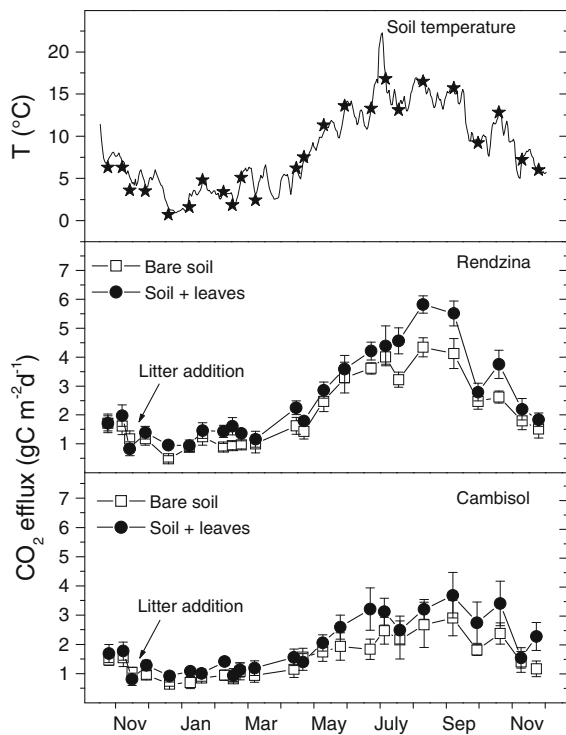 Soil temperature
20
15
10
5
0
T (°C)
Bare soil
Soil + leaves
Rendzina
7
6
5
4
3
2
1
Litter addition
CO2 efflux (gC m-2d-1)
Bare soil
Soil + leaves
Cambisol
7
6
5
4
3
2
1
Litter addition
Nov Jan Mar May July Sep Nov